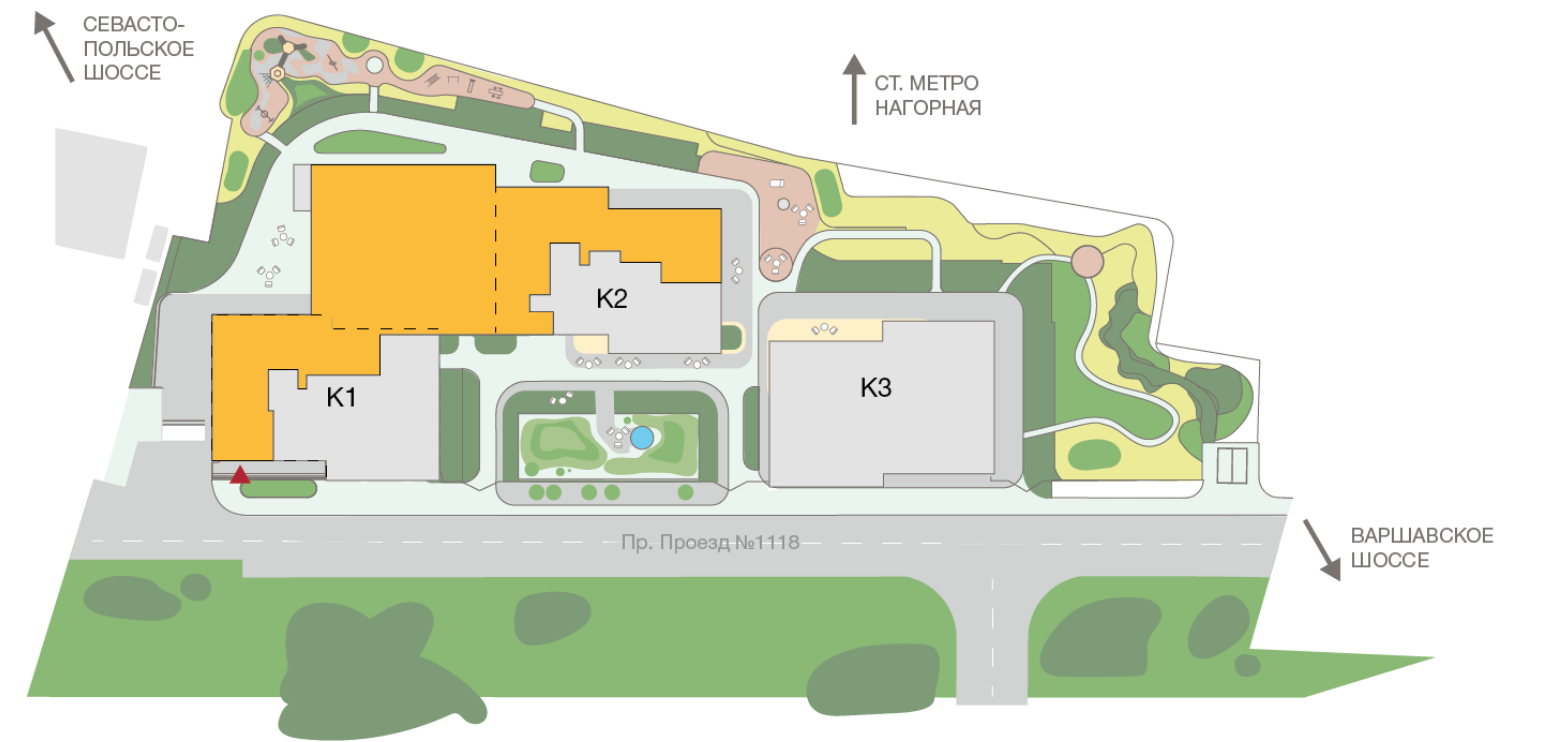 СЕВАСТО-
ПОЛЬСКОЕ
ШОССЕ
СТ. МЕТРО
НАГОРНАЯ
К2
К1
К3
Пр. Проезд №1118
ВАРШАВСКОЕ
ШОССЕ